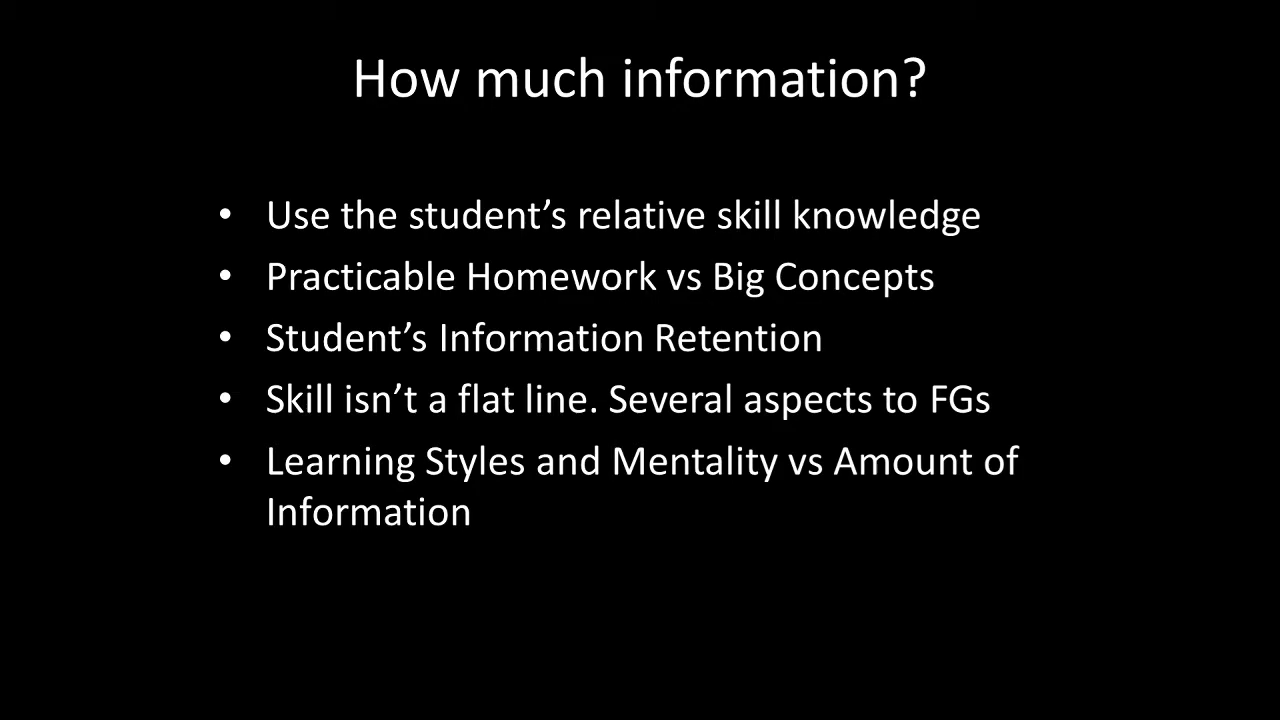 How much information?
• Use the student’s relative skill knowledge
• Practicable Homework vs Big Concepts
• Student’s Information Retention
• Skill isn’t a flat line. Several aspects to FGs
• Learning Styles and Mentality vs Amount of
Information